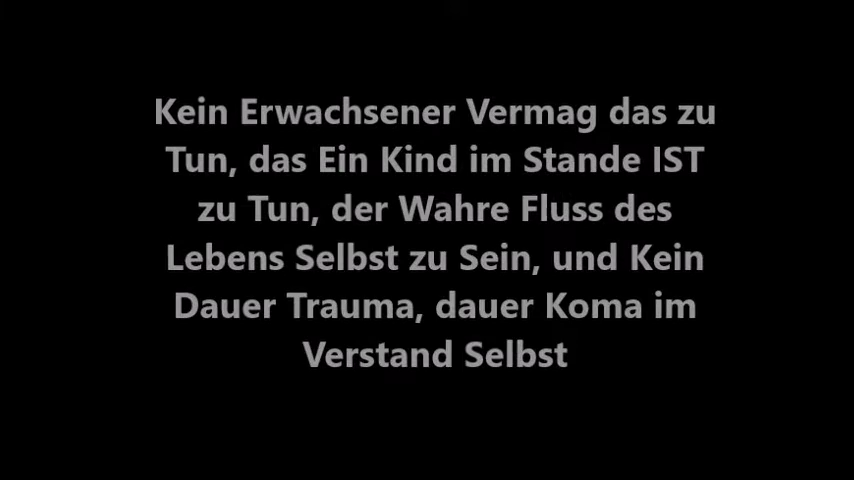 Kein Erwachsener Vermag das zu
Tun, das Ein Kind im Stande IST
zu Tun, der Wahre Fluss des
Lebens Selbst zu Sein, und Kein
Dauer Trauma, dauer Koma im
Verstand Selbst